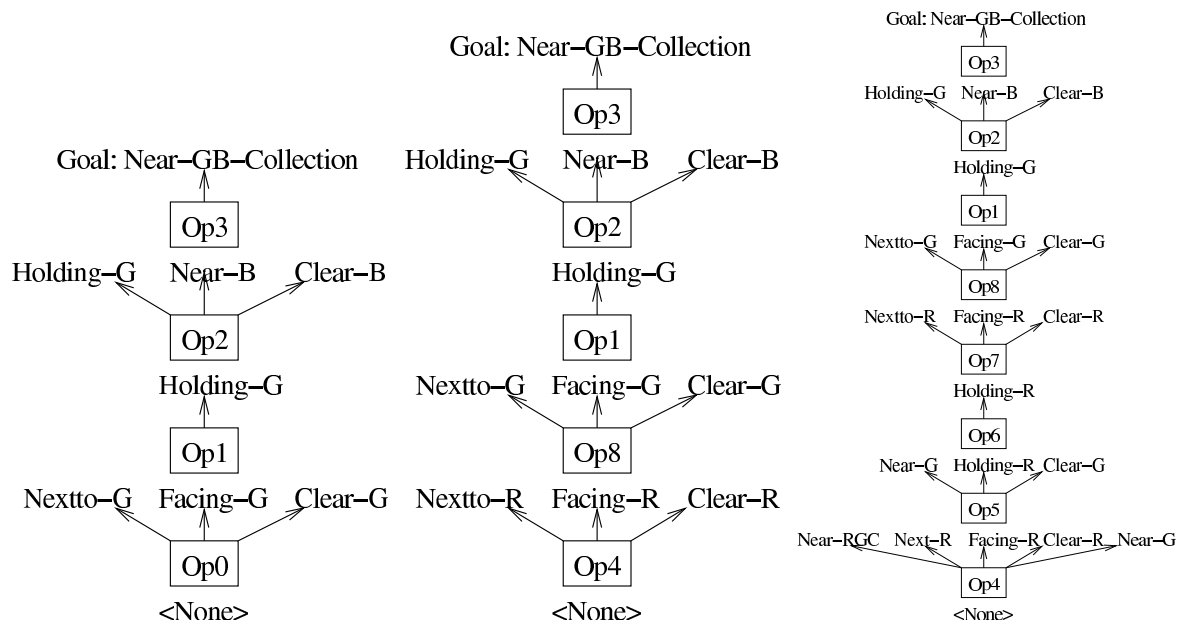 Goal: Near–GB–Collection
Op3
Holding–G Near–B Clear–B
Op2
Holding–G
Op1
Nextto–G Facing–G Clear–G
Op0
<None>
Goal: Near–GB–Collection
Op3
Holding–G Near–B Clear–B
Op2
Holding–G
Op1
Nextto–G Facing–G Clear–G
Op8
Nextto–R Facing–R Clear–R
Op4
<None>
Goal: Near–GB–Collection
Op3
Holding–G Near–B Clear–B
Op2
Holding–G
Op1
Nextto–G Facing–G Clear–G
Op8
Nextto–R Facing–R Clear–R
Op7
Holding–R
Op6
Near–G Holding–R Clear–G
Op5
Near–RGC Next–R Facing–R Clear–R Near–G
Op4
<None>